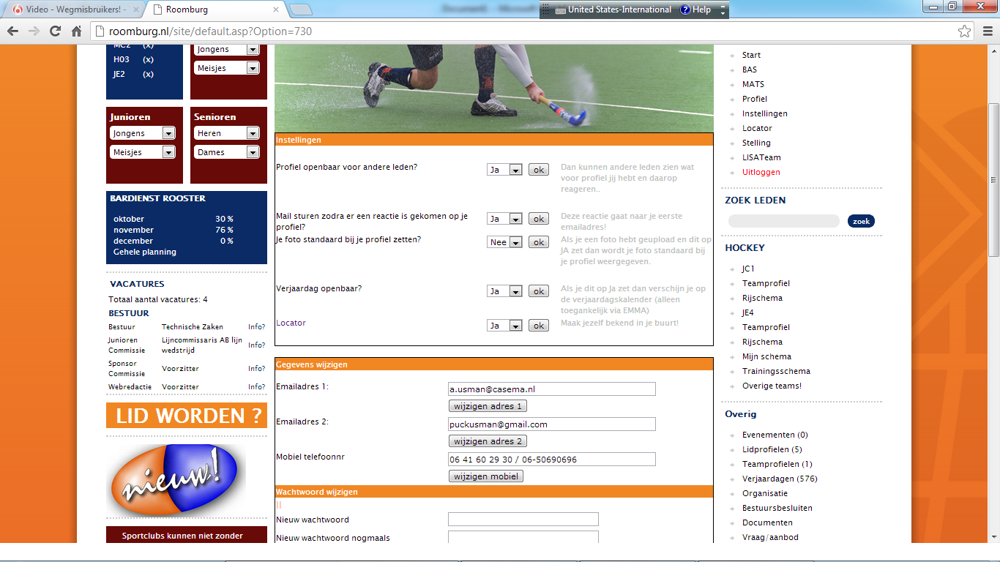 Video - Wegmisbruikers! -
Roomburg
United States-International
Help
roomburg.nl/site/default.asp?Option=730
MC2 (x)
H03 (x)
JE2 (x)
Jongens
Meisjes
Junioren
Jongens
Meisjes
Senioren
Heren
Dames
BARDIENST ROOSTER
oktober 30 %
november 76 %
december 0 %
Gehele planning
VACATURES
Totaal aantal vacatures: 4
BESTUUR
Bestuur Technische Zaken Info?
Junioren Commissie Lijncommissaris AB lijn wedstrijd Info?
Sponsor Commissie Voorzitter Info?
Webredactie Voorzitter Info?
LID WORDEN ?
nieuw!
Sportclubs kunnen niet zonder
Instellingen
Profiel openbaar voor andere leden? Ja ok
Dan kunnen andere leden zien wat
voor profiel jij hebt en daarop
reageren..
Mail sturen zodra er een reactie is gekomen op je
profiel?
Ja ok
Deze reactie gaat naar je eerste
emailadres!
Je foto standaard bij je profiel zetten? Nee ok
Als je een foto hebt geupload en dit op
JA zet dan wordt je foto standaard bij
je profiel weergegeven.
Verjaardag openbaar? Ja ok
Als je dit op Ja zet dan verschijn je op
de verjaardagskalender (alleen
toegankelijk via EMMA)
Locator Ja ok
Maak jezelf bekend in je buurt!
Gegevens wijzigen
Emailadres 1: a.usman@casema.nl
wijzigen adres 1
Emailadres 2: puckusman@gmail.com
wijzigen adres 2
Mobiel telefoonnr 06 41 60 29 30 / 06-50690696
wijzigen mobiel
Wachtwoord wijzigen
||
Nieuw wachtwoord
Nieuw wachtwoord nogmaals
Start
BAS
MATS
Profiel
Instellingen
Locator
Stelling
LISATeam
Uitloggen
ZOEK LEDEN
zoek
HOCKEY
JC1
Teamprofiel
Rijschema
JE4
Teamprofiel
Rijschema
Mijn schema
Trainingsschema
Overige teams!
Overig
Evenementen (0)
Lidprofielen (5)
Teamprofielen (1)
Verjaardagen (576)
Organisatie
Bestuursbesluiten
Documenten
Vraag/aanbod